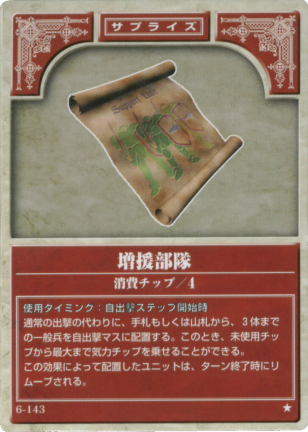 サプライズ
Support Unit
増援部隊
消費チップ/4
使用タイミング：自出撃ステップ開始時
通常の出撃の代わりに、手札もしくは山札から、３体まで
の一般兵を自出撃マスに配置する。このとき、未使用チッ
プから最大まで気力チップを乗せることができる。
この効果によって配置したユニットは、ターン終了時にリ
ムーブされる。
6-143
★